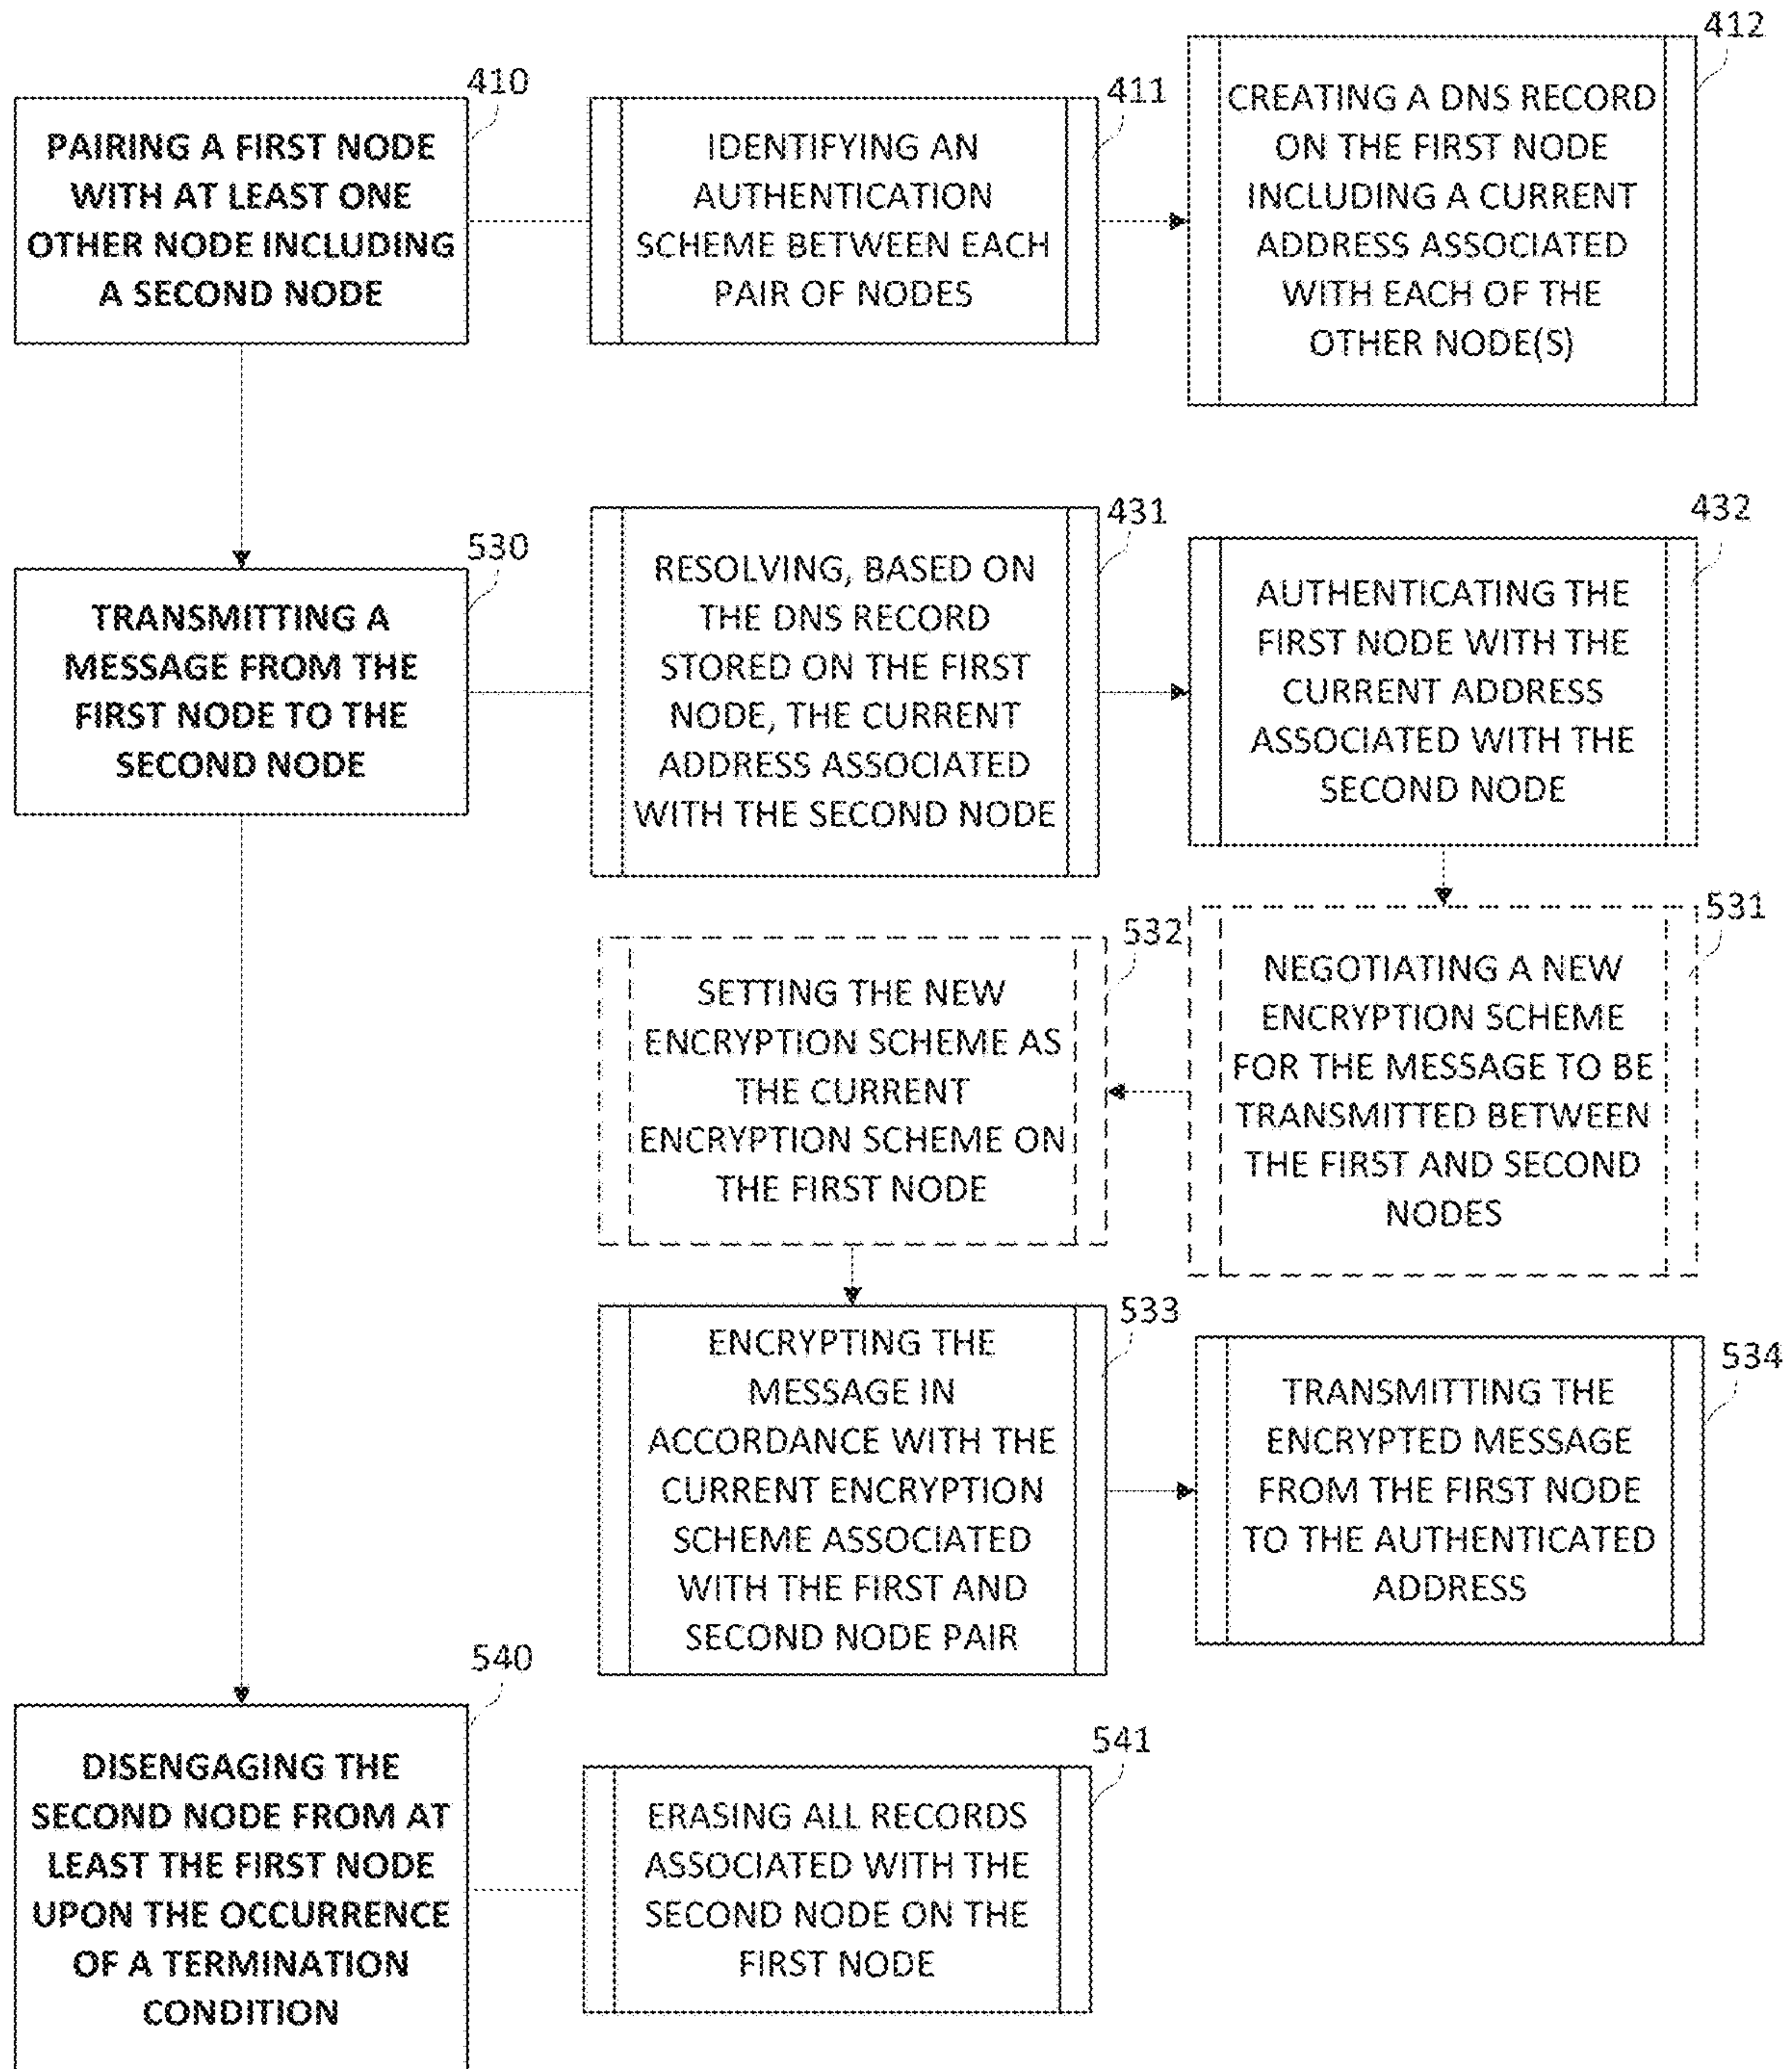 410
PAIRING A FIRST NODE
WITH AT LEAST ONE
OTHER NODE INCLUDING
A SECOND NODE
411
IDENTIFYING AN
AUTHENTICATION
SCHEME BETWEEN EACH
PAIR OF NODES
412
CREATING A DNS RECORD
ON THE FIRST NODE
INCLUDING A CURRENT
ADDRESS ASSOCIATED
WITH EACH OF THE
OTHER NODE(S)
530
TRANSMITTING A
MESSAGE FROM THE
FIRST NODE TO THE
SECOND NODE
431
RESOLVING, BASED ON
THE DNS RECORD
STORED ON THE FIRST
NODE, THE CURRENT
ADDRESS ASSOCIATED
WITH THE SECOND NODE
432
AUTHENTICATING THE
FIRST NODE WITH THE
CURRENT ADDRESS
ASSOCIATED WITH THE
SECOND NODE
531
NEGOTIATING A NEW
ENCRYPTION SCHEME
FOR THE MESSAGE TO BE
TRANSMITTED BETWEEN
THE FIRST AND SECOND
NODES
532
SETTING THE NEW
ENCRYPTION SCHEME AS
THE CURRENT
ENCRYPTION SCHEME ON
THE FIRST NODE
533
ENCRYPTING THE
MESSAGE IN
ACCORDANCE WITH THE
CURRENT ENCRYPTION
SCHEME ASSOCIATED
WITH THE FIRST AND
SECOND NODE PAIR
534
TRANSMITTING THE
ENCRYPTED MESSAGE
FROM THE FIRST NODE
TO THE AUTHENTICATED
ADDRESS
540
DISENGAGING THE
SECOND NODE FROM AT
LEAST THE FIRST NODE
UPON THE OCCURRENCE
OF A TERMINATION
CONDITION
541
ERASING ALL RECORDS
ASSOCIATED WITH THE
SECOND NODE ON THE
FIRST NODE